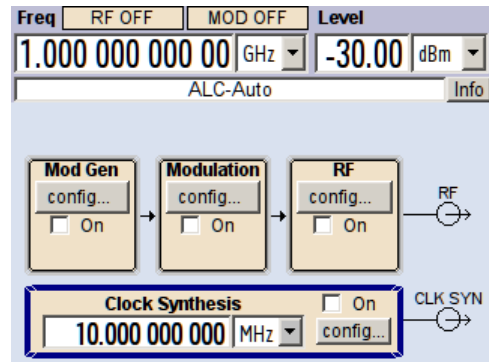 Freq RF OFF MOD OFF Level
1.000 000 000 00 GHz -30.00 dBm
ALC-Auto Info
Mod Gen Modulation RF
config... config... config... RF
On On On
Clock Synthesis On CLK SYN
10.000 000 000 MHz config...